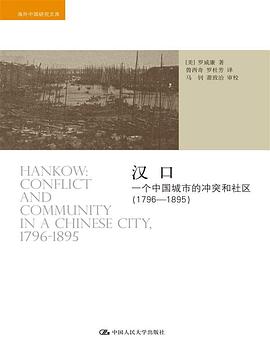 海外中国研究文库
[美] 罗威廉 著
鲁西奇 罗杜芳 译
马 钊 萧致治 审校
HANKOW:
CONFLICT
AND
COMMUNITY
IN A CHINESE CITY,
1796-1895
汉口
一个中国城市的冲突和社区
(1796—1895)
中国人民大学出版社